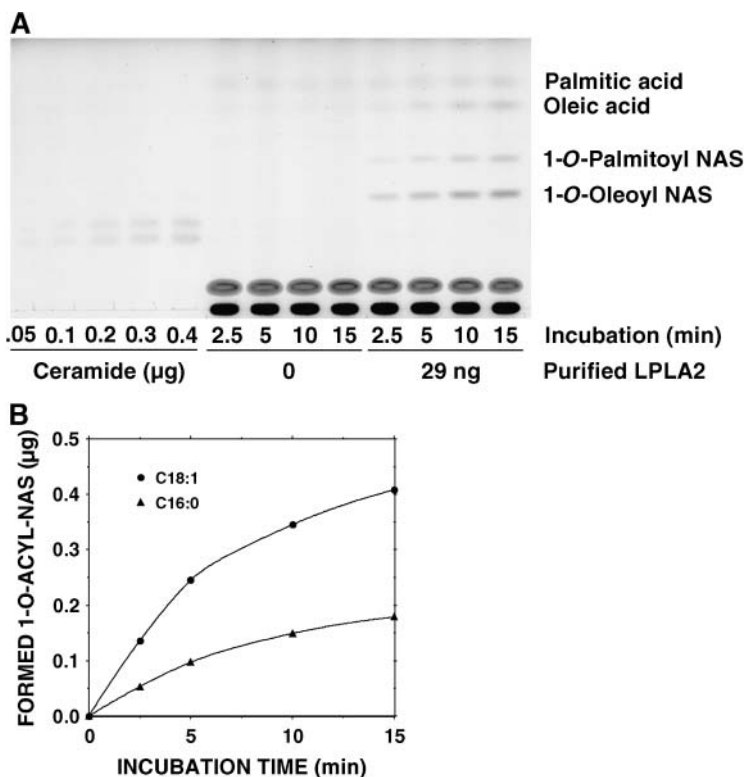 A
Palmitic acid
Oleic acid
1-O-Palmitoyl NAS
1-O-Oleoyl NAS
.05 0.1 0.2 0.3 0.4 2.5 5 10 15 2.5 5 10 15 Incubation (min)
Ceramide (µg) 0 29 ng Purified LPLA2
B
FORMED 1-O-ACYL-NAS (µg)
0.5
0.4
0.3
0.2
0.1
0.0
C18:1
C16:0
0 5 10 15
INCUBATION TIME (min)